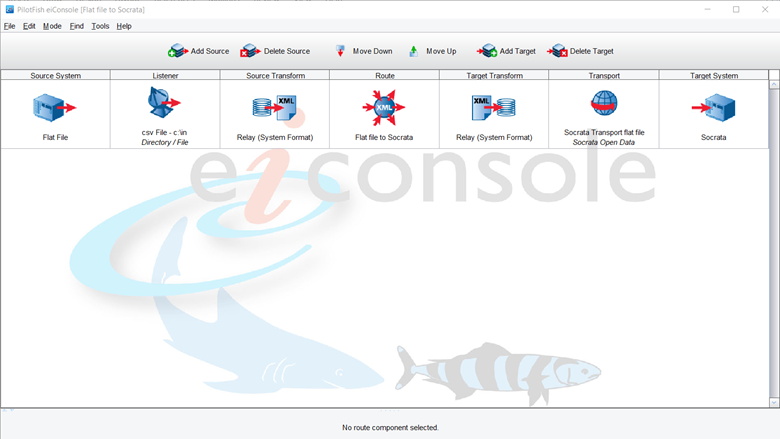 PilotFish eiConsole [Flat file to Socrata]
File Edit Mode Find Tools Help
Add Source Delete Source Move Down Move Up Add Target Delete Target
Source System Listener Source Transform Route Target Transform Transport Target System
XML XML XML
Flat File
csv File - c:\in
Directory / File
Relay (System Format)
Flat file to Socrata
Relay (System Format)
Socrata Transport flat file
Socrata Open Data
Socrata
eiconsole
No route component selected.